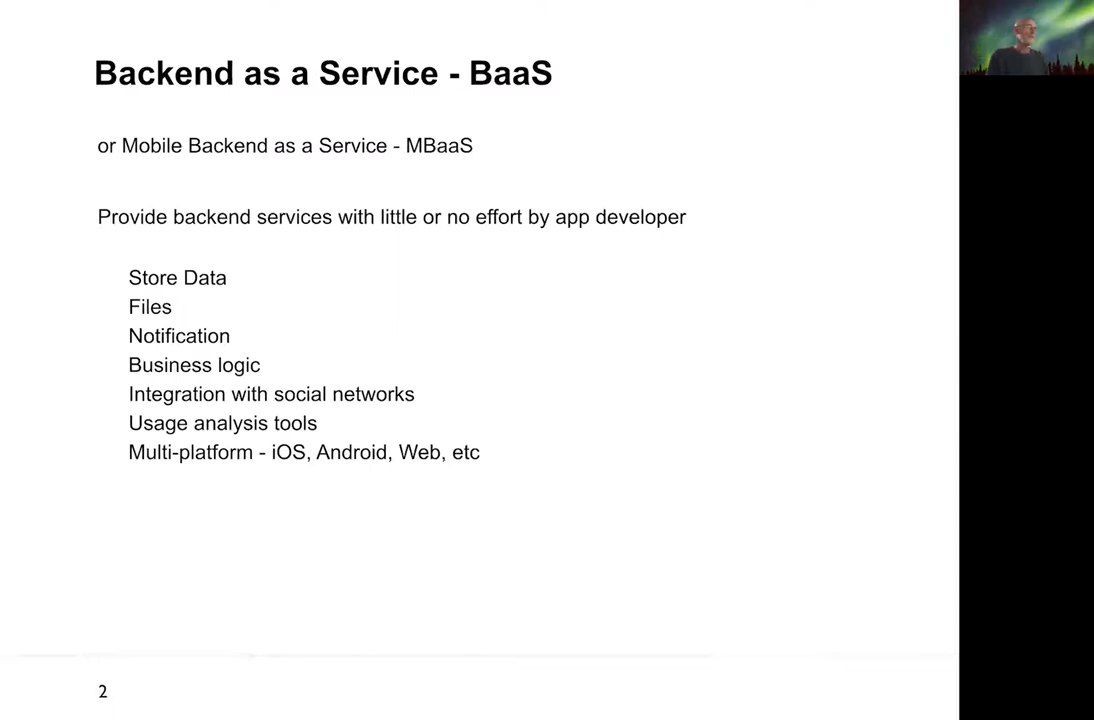 Backend as a Service - BaaS
or Mobile Backend as a Service - MBaaS
Provide backend services with little or no effort by app developer
Store Data
Files
Notification
Business logic
Integration with social networks
Usage analysis tools
Multi-platform - iOS, Android, Web, etc
2